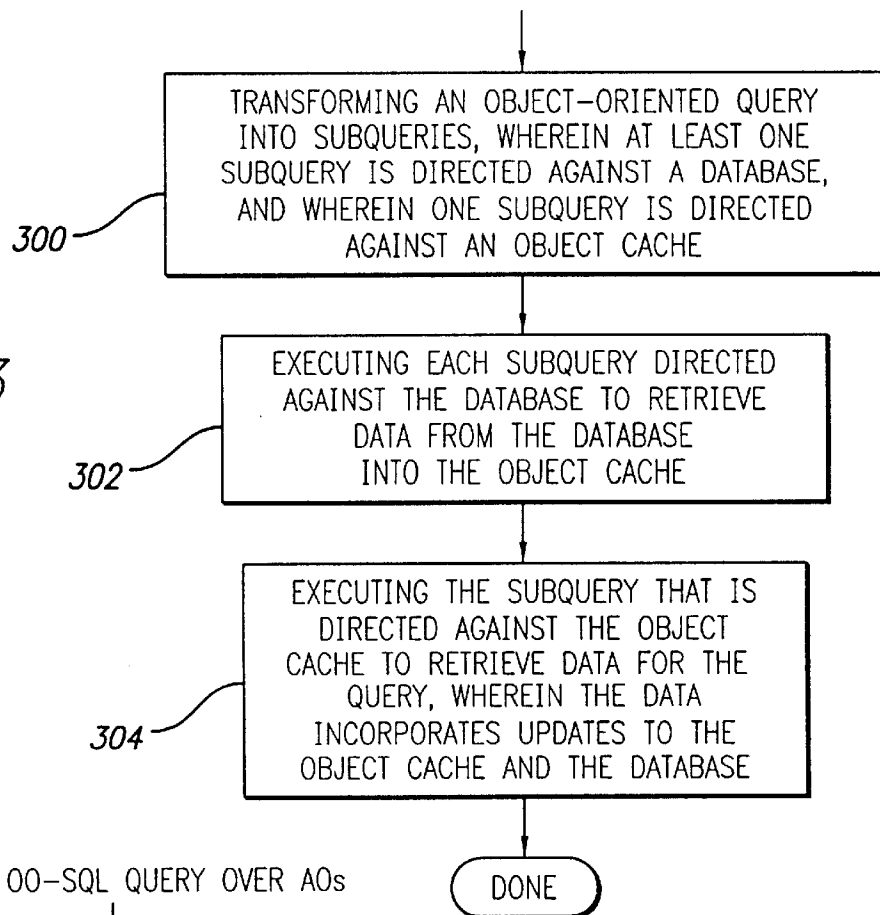 TRANSFORMING AN OBJECT-ORIENTED QUERY
INTO SUBQUERIES, WHEREIN AT LEAST ONE
SUBQUERY IS DIRECTED AGAINST A DATABASE,
AND WHEREIN ONE SUBQUERY IS DIRECTED
AGAINST AN OBJECT CACHE
300
3
EXECUTING EACH SUBQUERY DIRECTED
AGAINST THE DATABASE TO RETRIEVE
DATA FROM THE DATABASE
INTO THE OBJECT CACHE
302
EXECUTING THE SUBQUERY THAT IS
DIRECTED AGAINST THE OBJECT
CACHE TO RETRIEVE DATA FOR THE
QUERY, WHEREIN THE DATA
INCORPORATES UPDATES TO THE
OBJECT CACHE AND THE DATABASE
304
OO-SQL QUERY OVER AOs
DONE